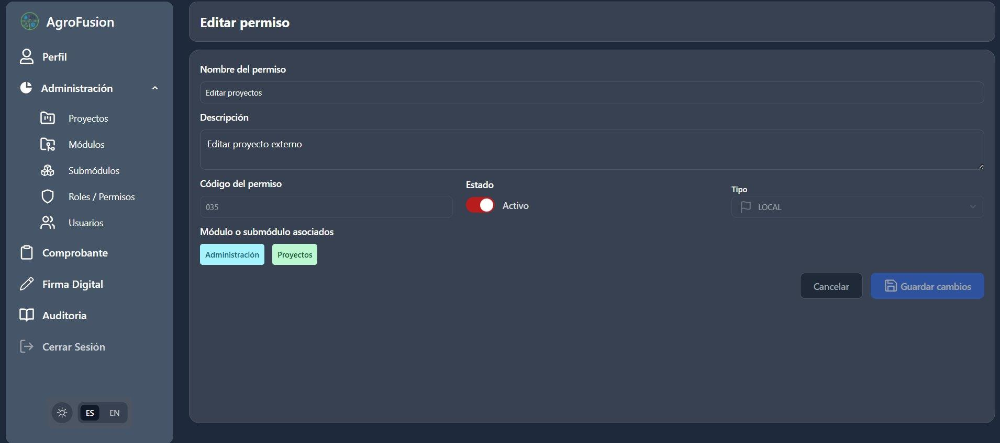 AgroFusion
Perfil
Administración
Proyectos
Módulos
Submódulos
Roles / Permisos
Usuarios
Comprobante
Firma Digital
Auditoria
Cerrar Sesión
ES EN
Editar permiso
Nombre del permiso
Editar proyectos
Descripción
Editar proyecto externo
Código del permiso
035
Estado
Activo
Tipo
LOCAL
Módulo o submódulo asociados
Administración Proyectos
Cancelar Guardar cambios